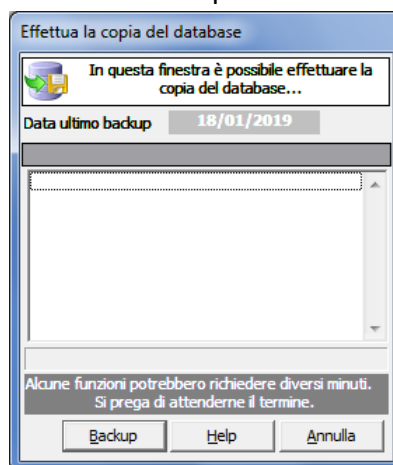 Effettua la copia del database
In questa finestra è possibile effettuare la
copia del database...
Data ultimo backup 18/01/2019
Alcune funzioni potrebbero richiedere diversi minuti.
Si prega di attenderne il termine.
Backup Help Annulla